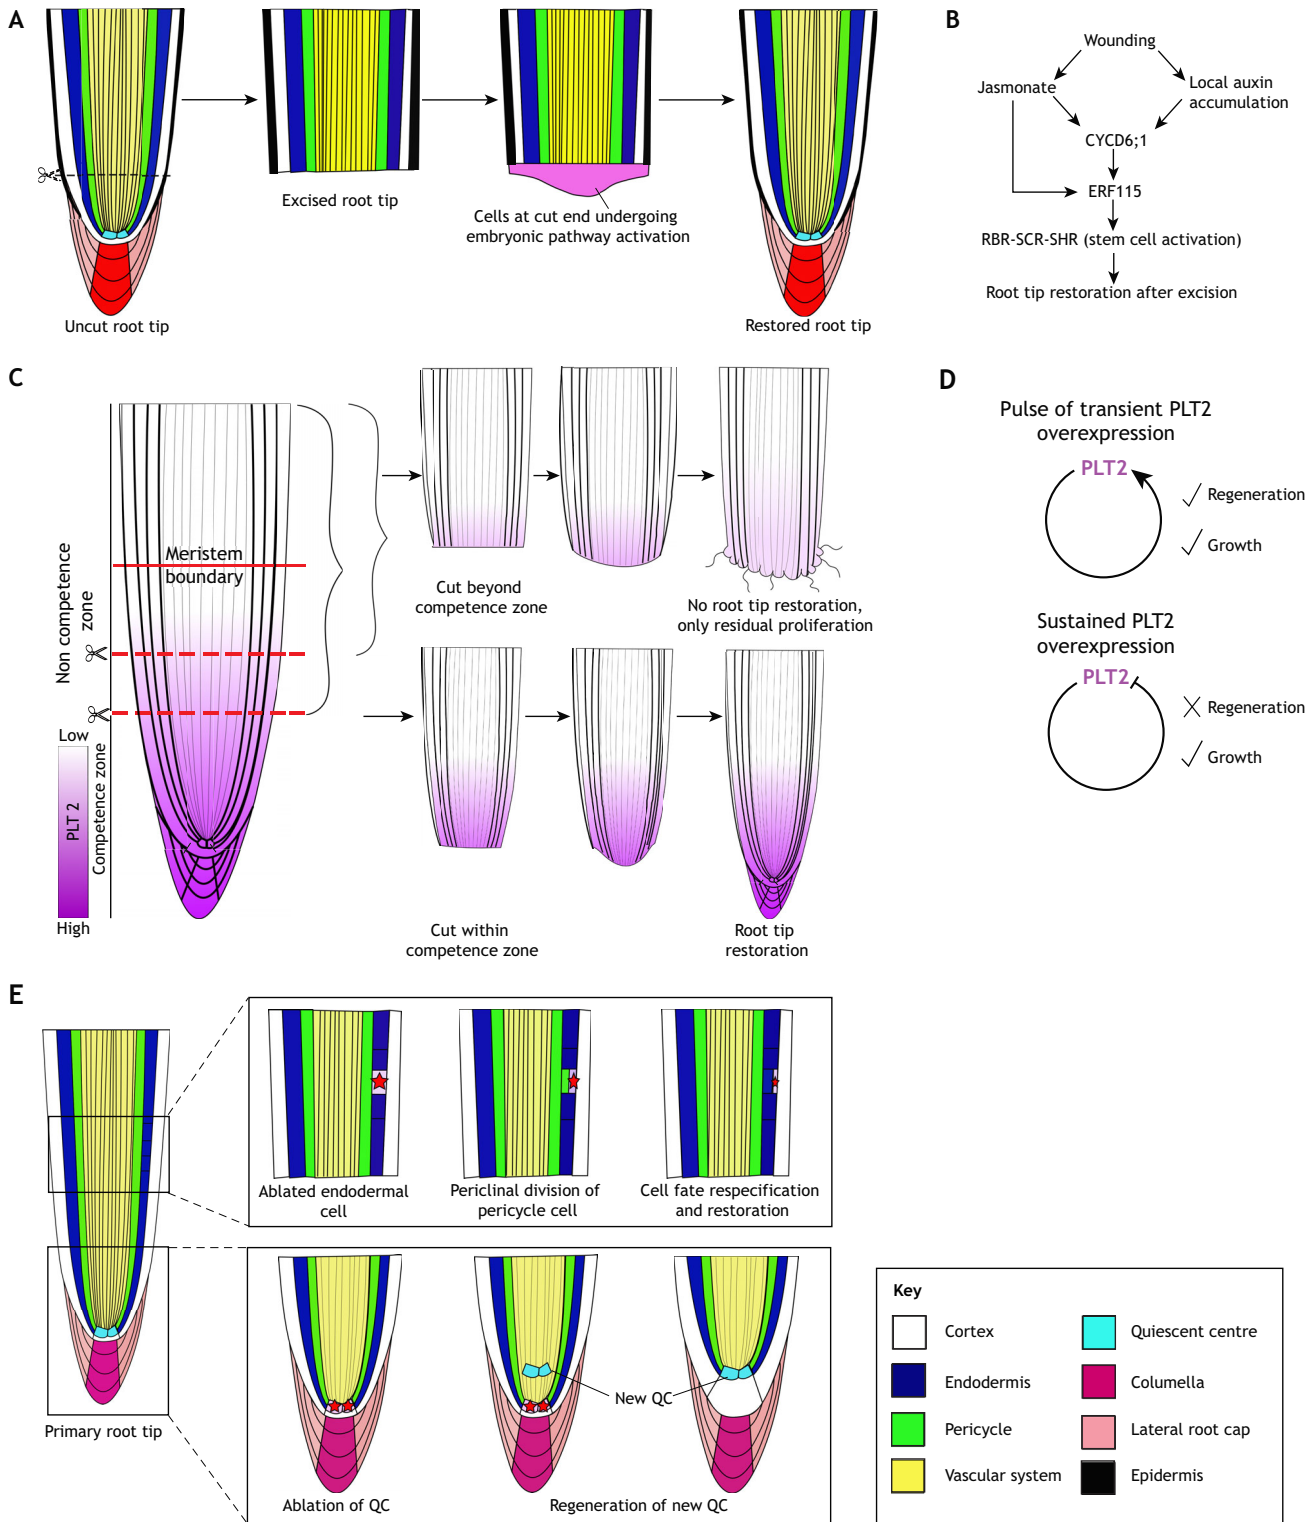 A
Uncut root tip
Excised root tip
Cells at cut end undergoing
embryonic pathway activation
Restored root tip
B
Wounding
Jasmonate
Local auxin
accumulation
CYCD6;1
ERF115
RBR-SCR-SHR (stem cell activation)
Root tip restoration after excision
C
Non competence
zone
Meristem
boundary
Low
PLT 2
High
Competence zone
Cut beyond
competence zone
No root tip restoration,
only residual proliferation
Cut within
competence zone
Root tip
restoration
D
Pulse of transient PLT2
overexpression
PLT2
Regeneration
Growth
Sustained PLT2
overexpression
PLT2
Regeneration
Growth
E
Primary root tip
Ablated endodermal
cell
Periclinal division of
pericycle cell
Cell fate respecification
and restoration
New QC
Ablation of QC
Regeneration of new QC
Key
Cortex
Endodermis
Pericycle
Vascular system
Quiescent centre
Columella
Lateral root cap
Epidermis